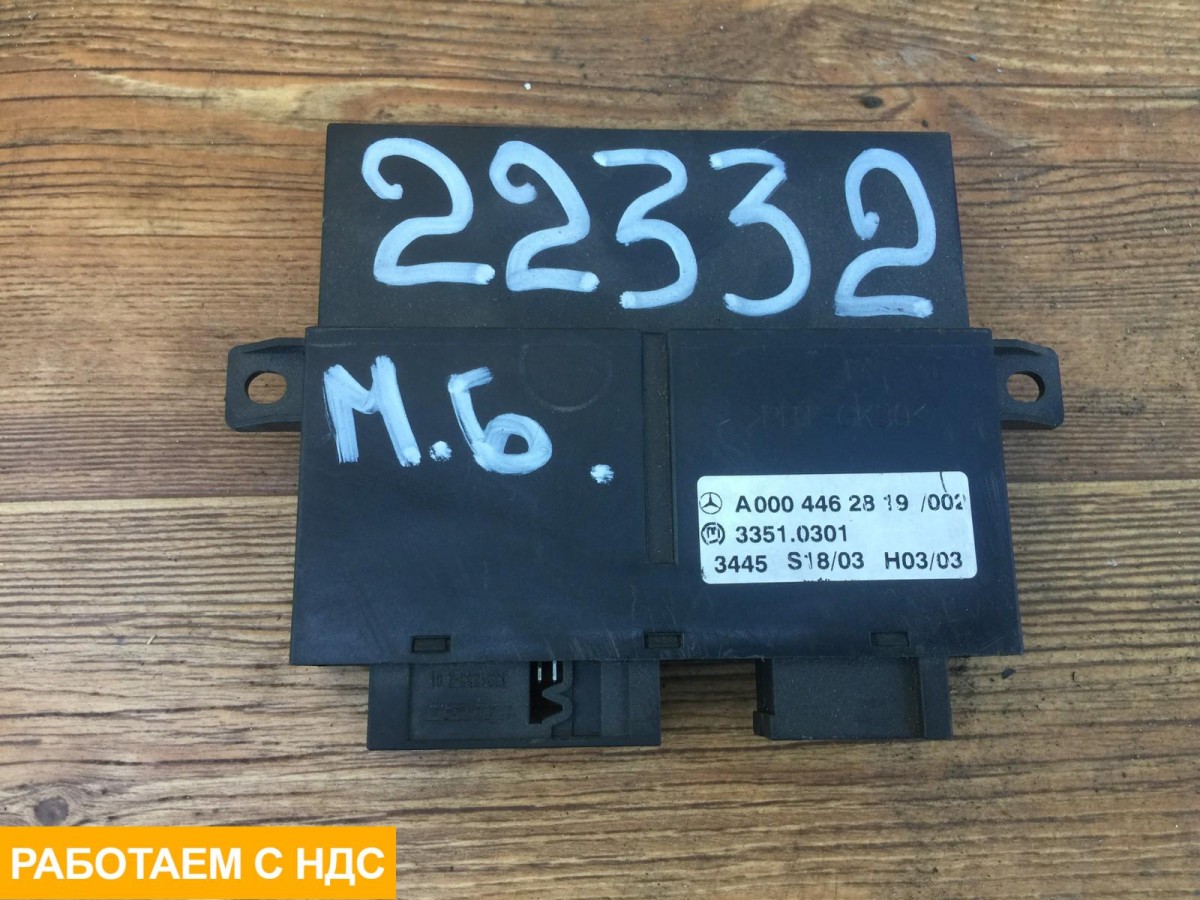 22332
М.Б.
A 000 446 28 19 /002
3351.0301
3445 S18/03 H03/03
РАБОТАЕМ С НДС